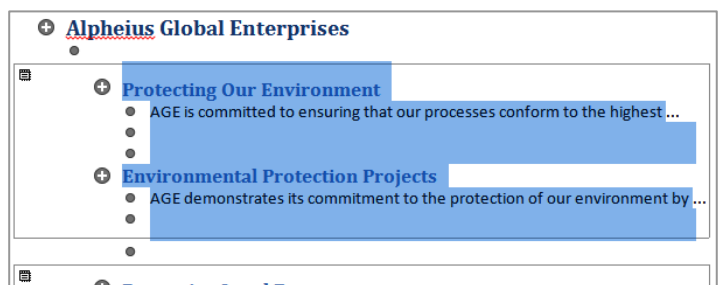 Alpheius Global Enterprises
Protecting Our Environment
AGE is committed to ensuring that our processes conform to the highest ...
Environmental Protection Projects
AGE demonstrates its commitment to the protection of our environment by ...